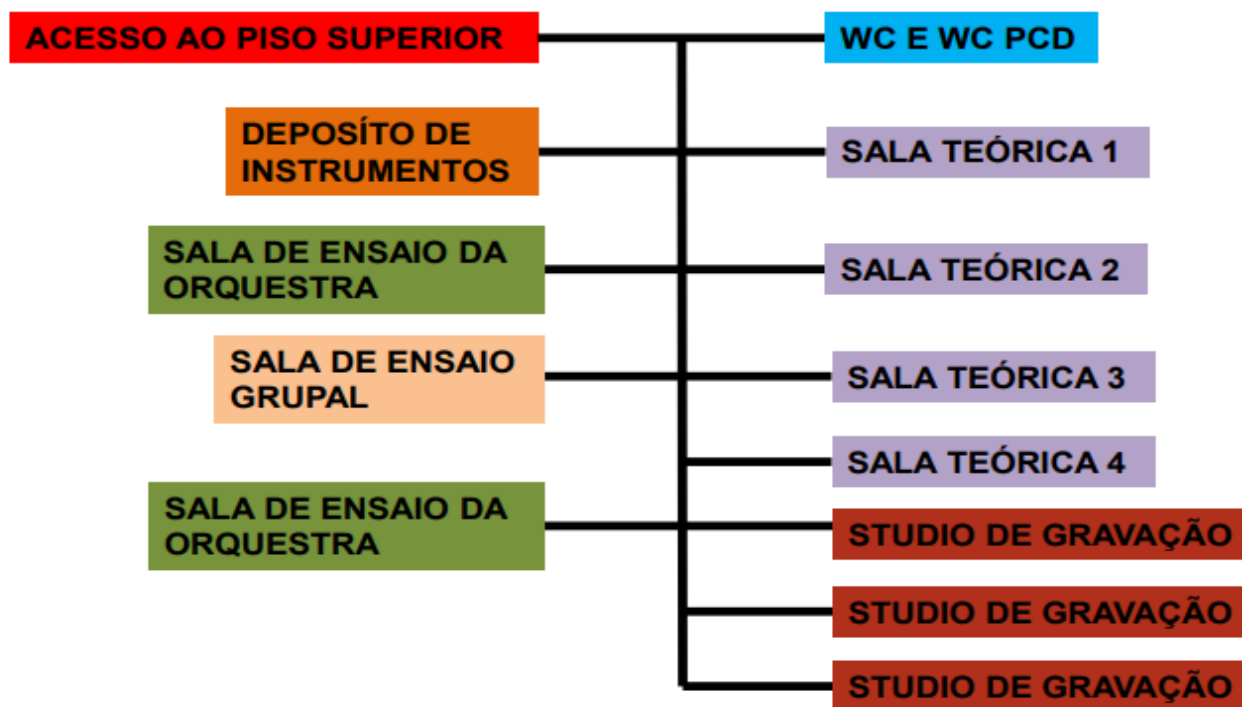 ACESSO AO PISO SUPERIOR
WC E WC PCD
DEPOSÍTO DE
INSTRUMENTOS
SALA TEÓRICA 1
SALA DE ENSAIO DA
ORQUESTRA
SALA TEÓRICA 2
SALA DE ENSAIO
GRUPAL
SALA TEÓRICA 3
SALA TEÓRICA 4
SALA DE ENSAIO DA
ORQUESTRA
STUDIO DE GRAVAÇÃO
STUDIO DE GRAVAÇÃO
STUDIO DE GRAVAÇÃO